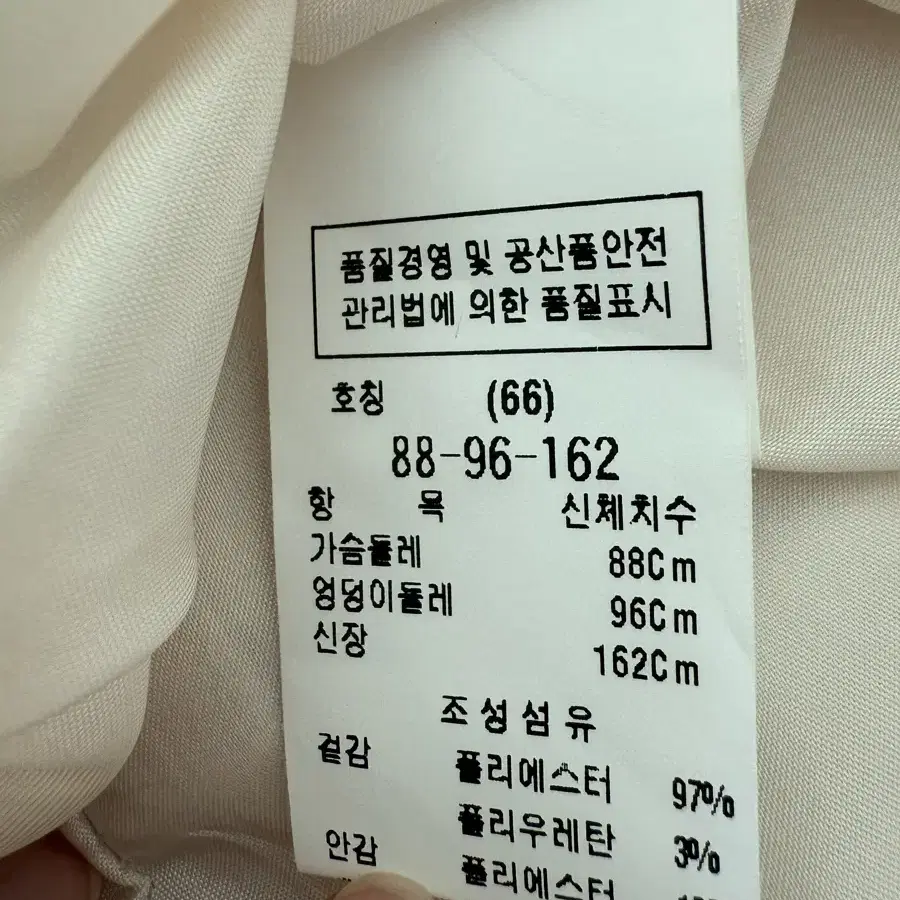 품질경영 및 공산품안전
관리법에 의한 품질표시
호칭 (66)
88-96-162
항 목 신체치수
가슴둘레 88Cm
엉덩이둘레 96Cm
신장 162Cm
조성섬유
겉감 폴리에스터 97%
폴리우레탄 3%
안감 폴리에스터